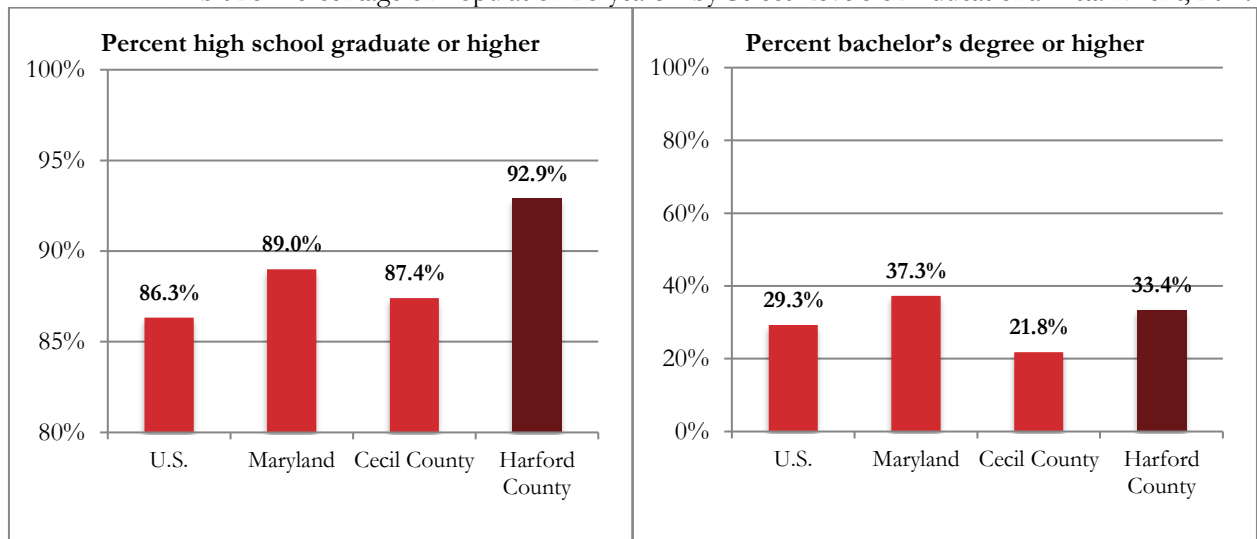 Percent high school graduate or higher
100%
95%
90%
85%
80%
86.3%
89.0%
87.4%
92.9%
U.S.
Maryland
Cecil County
Harford
County
Percent bachelor's degree or higher
100%
80%
60%
40%
20%
0%
29.3%
37.3%
21.8%
33.4%
U.S.
Maryland
Cecil County
Harford
County